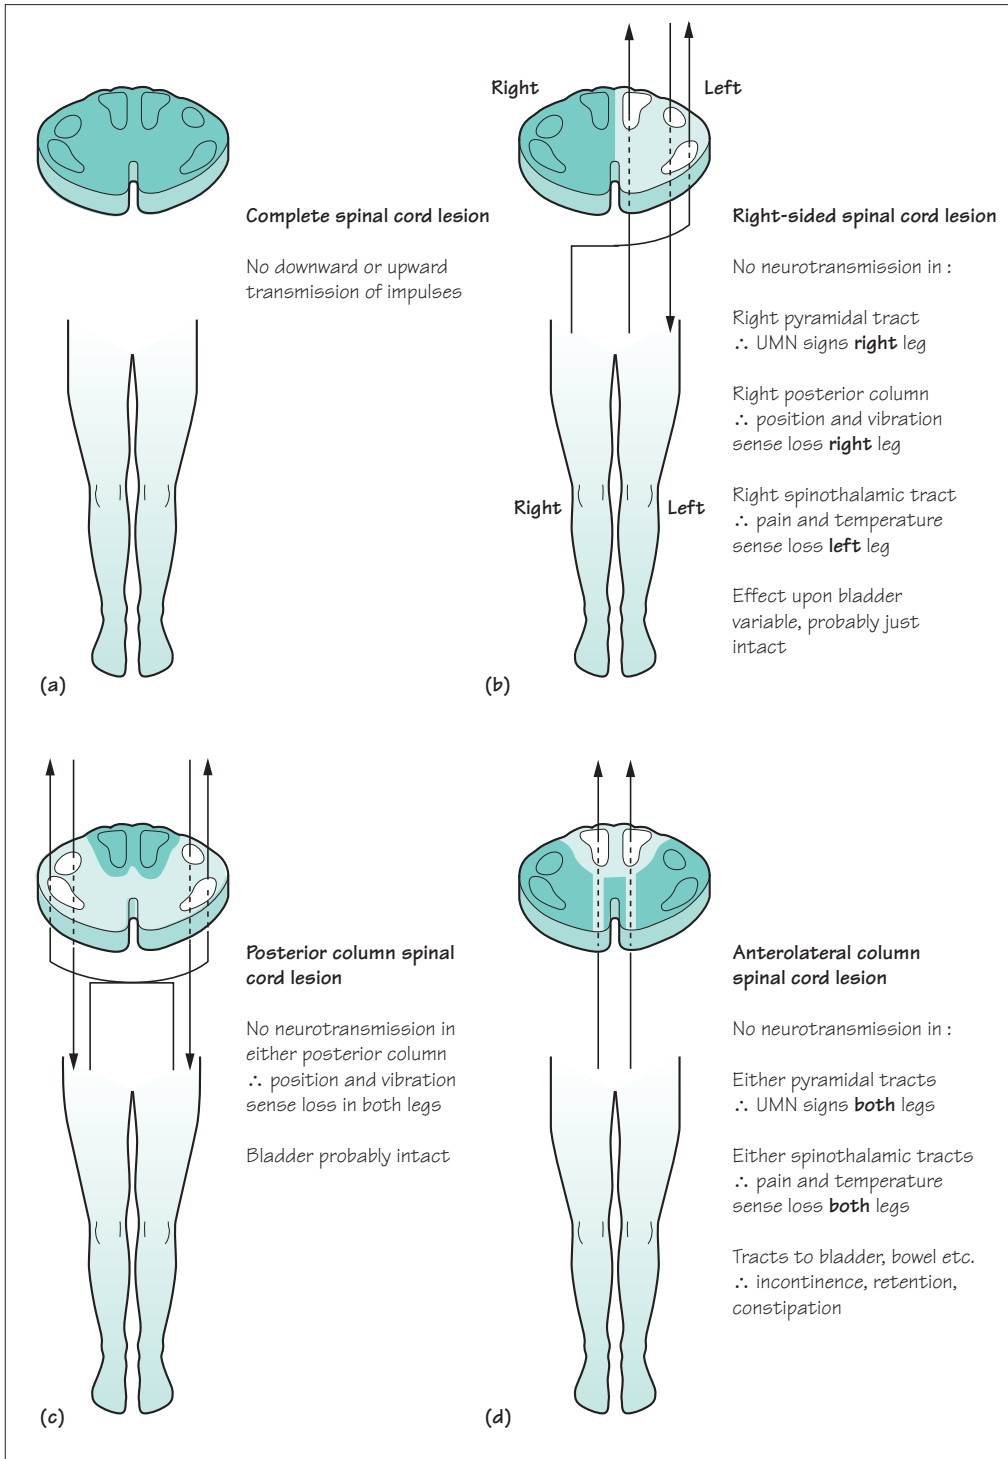 Complete spinal cord lesion
No downward or upward
transmission of impulses
(a)
Right
Left
Right-sided spinal cord lesion
No neurotransmission in :
Right pyramidal tract
∴ UMN signs right leg
Right posterior column
∴ position and vibration
sense loss right leg
Right spinothalamic tract
∴ pain and temperature
sense loss left leg
Effect upon bladder
variable, probably just
intact
Right
Left
(b)
Posterior column spinal
cord lesion
No neurotransmission in
either posterior column
∴ position and vibration
sense loss in both legs
Bladder probably intact
(c)
Anterolateral column
spinal cord lesion
No neurotransmission in :
Either pyramidal tracts
∴ UMN signs both legs
Either spinothalamic tracts
∴ pain and temperature
sense loss both legs
Tracts to bladder, bowel etc.
∴ incontinence, retention,
constipation
(d)